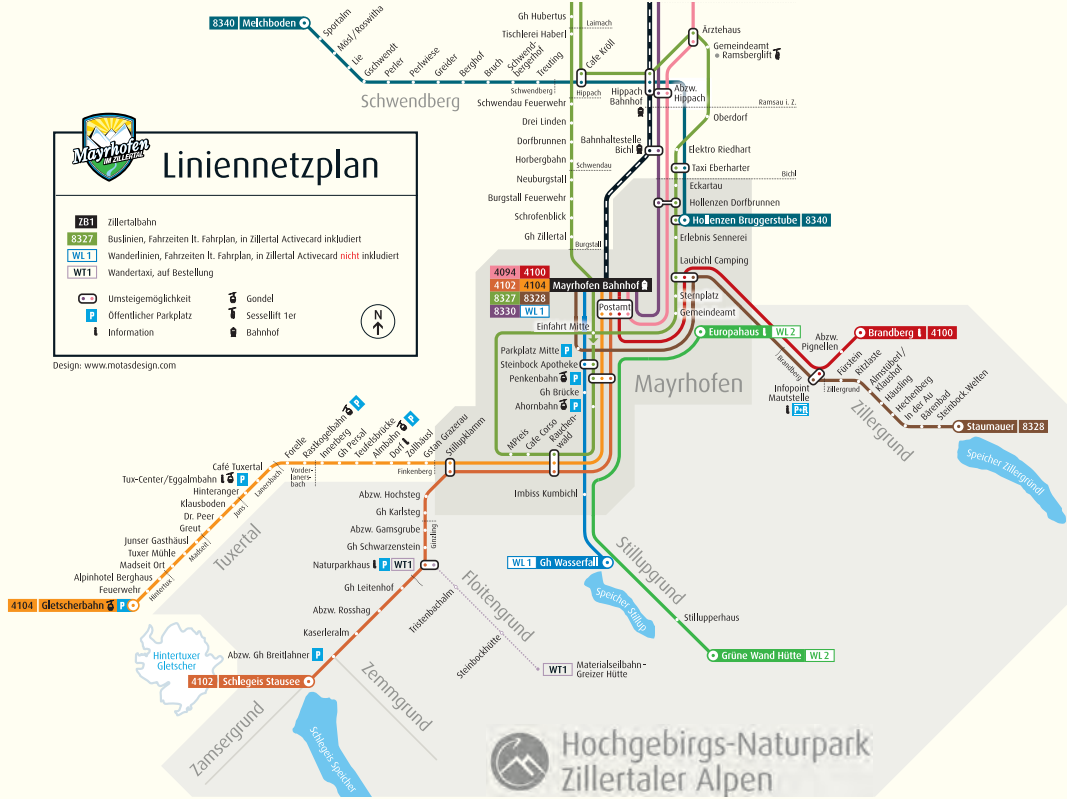 8340 Melchboden
Sportalm
Mösl/Roswitha
Lie
Gschwendt
Perler
Perlwiese
Greider
Berghof
Bruch
Schwend-
bergerhof
Treuting
Schwendberg
Schwendberg
Gh Hubertus
Laimach
Tischlerei Haberl
Cafe Kröll
Hippach
Schwendau Feuerwehr
Drei Linden
Dorfbrunnen
Horbergbahn
Schwendau
Neuburgstall
Burgstall Feuerwehr
Schrofenblick
Gh Zillertal
Burgstall
Ärztehaus
Gemeindeamt
Ramsberglift
Hippach
Bahnhof
Abzw.
Hippach
Ramsau i. Z.
Oberdorf
Bahnhaltestelle
Bichl
Elektro Riedhart
Taxi Eberharter
Bichl
Eckartau
Hollenzen Dorfbrunnen
Hollenzen Bruggerstube 8340
Erlebnis Sennerei
Laubichl Camping
Sternplatz
Gemeindeamt
Mayrhofen
IM ZILLERTAL
Liniennetzplan
ZB1 Zillertalbahn
8327 Buslinien, Fahrzeiten lt. Fahrplan, in Zillertal Activecard inkludiert
WL 1 Wanderlinien, Fahrzeiten lt. Fahrplan, in Zillertal Activecard nicht inkludiert
WT1 Wandertaxi, auf Bestellung
Umsteigemöglichkeit
Gondel
P Öffentlicher Parkplatz
Sessellift 1er
Information
Bahnhof
N
Design: www.motasdesign.com
4094 4100
4102 4104 Mayrhofen Bahnhof
8327 8328
8330 WL 1
Postamt
Einfahrt Mitte
Parkplatz Mitte P
Steinbock Apotheke
Penkenbahn P
Gh Brücke
Ahornbahn P
MPreis
Cafe Corso
Rauchen-
wald
Imbiss Kumbichl
Mayrhofen
Europahaus WL 2
Abzw.
Pignellen
Brandberg 4100
Brandberg
Infopoint
Mautstelle
P+R
Zillergrund
Fürstein
Ritzlaste
Almstüberl/
Klaushof
Häusling
Hechenberg
In der Au
Bärenbad
Steinbock Welten
Staumauer 8328
Zillergrund
Speicher Zillergründl
Stillupklamm
Gstan Grazerau
Finkenberg
Zollhäusl
Dorf
Almbahn P
Teufelsbrücke
Gh Persal
Innerberg
Rastkogelbahn P
Forelle
Vorder-
laners-
bach
Lanersbach
Café Tuxertal
Tux-Center/Eggalmbahn P
Hinteranger
Klausboden
Juns
Dr. Peer
Greut
Junser Gasthäusl
Madseit
Tuxer Mühle
Madseit Ort
Alpinhotel Berghaus
Feuerwehr
Hintertux
4104 Gletscherbahn P
Tuxertal
Hintertuxer
Gletscher
Abzw. Hochsteg
Gh Karlsteg
Abzw. Gamsgrube
Gh Schwarzenstein
Ginzling
Naturparkhaus P WT1
Gh Leitenhof
Abzw. Rosshag
Kaserleralm
Abzw. Gh Breitlahner P
4102 Schlegeis Stausee
Schlegeis Speicher
Zamsergrund
Zemmgrund
Floitengrund
Tristenbachalm
Steinbockhütte
WT1 Materialseilbahn-
Greizer Hütte
WL 1 Gh Wasserfall
Speicher Stillup
Stillupgrund
Stillupperhaus
Grüne Wand Hütte WL 2
Hochgebirgs-Naturpark
Zillertaler Alpen